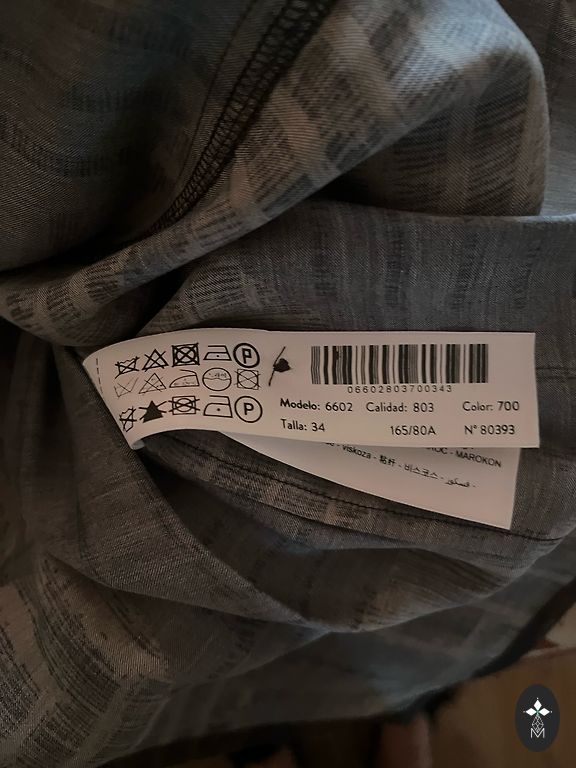 P
06602803700343
Modelo: 6602 Calidad: 803 Color: 700
Talla: 34 165/80A Nº 80393
P
MAROKON
Viskoza - 粘纤 - 비스코스 - فسكوز -
M